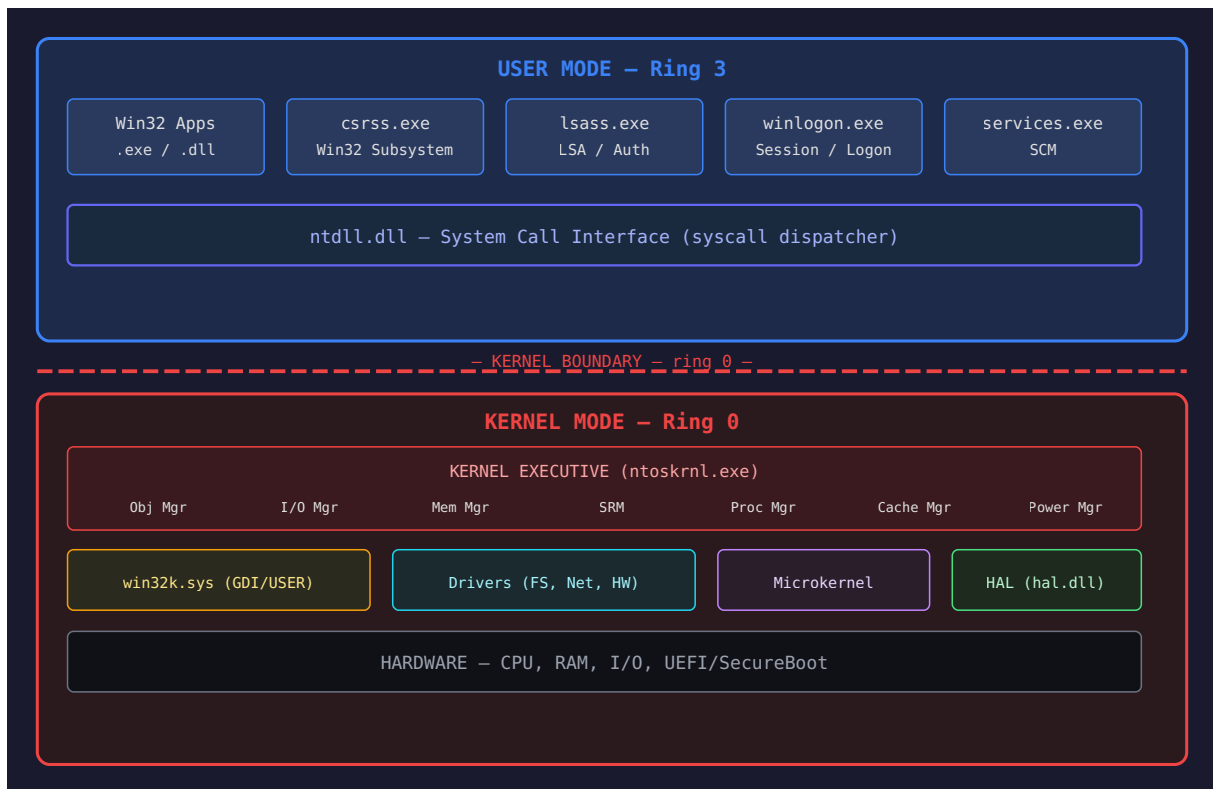 USER MODE — Ring 3
Win32 Apps
.exe / .dll
csrss.exe
Win32 Subsystem
lsass.exe
LSA / Auth
winlogon.exe
Session / Logon
services.exe
SCM
ntdll.dll — System Call Interface (syscall dispatcher)
— KERNEL BOUNDARY — ring 0 —
KERNEL MODE — Ring 0
KERNEL EXECUTIVE (ntoskrnl.exe)
Obj Mgr I/O Mgr Mem Mgr SRM Proc Mgr Cache Mgr Power Mgr
win32k.sys (GDI/USER)
Drivers (FS, Net, HW)
Microkernel
HAL (hal.dll)
HARDWARE — CPU, RAM, I/O, UEFI/SecureBoot